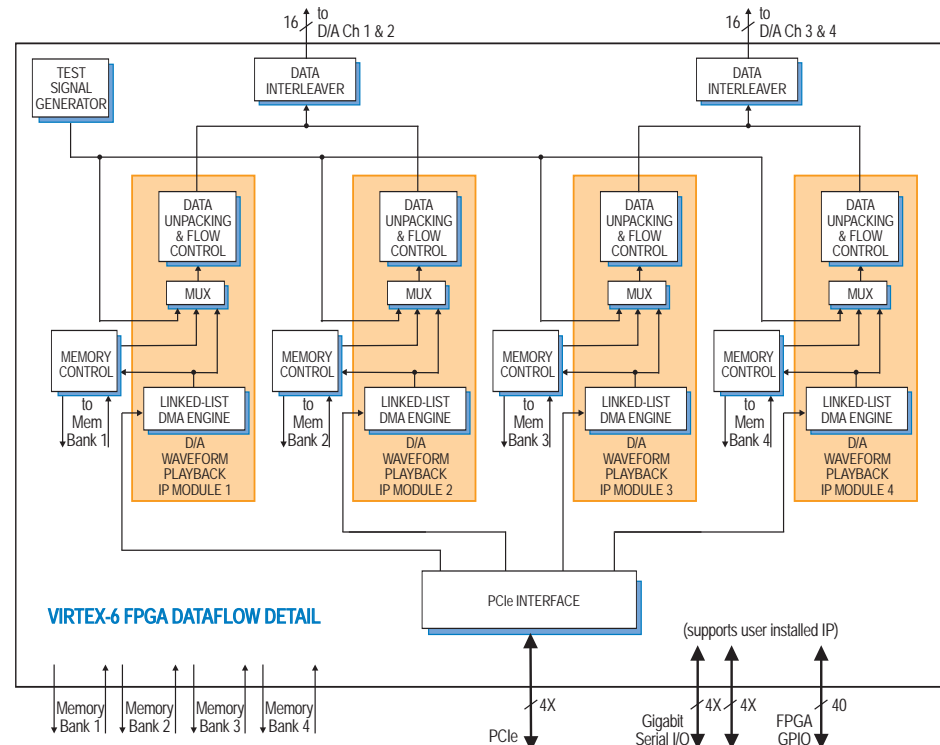 16
to
D/A Ch 1 & 2
16
to
D/A Ch 3 & 4
TEST
SIGNAL
GENERATOR
DATA
INTERLEAVER
DATA
INTERLEAVER
DATA
UNPACKING
& FLOW
CONTROL
DATA
UNPACKING
& FLOW
CONTROL
DATA
UNPACKING
& FLOW
CONTROL
DATA
UNPACKING
& FLOW
CONTROL
MUX
MUX
MUX
MUX
MEMORY
CONTROL
MEMORY
CONTROL
MEMORY
CONTROL
MEMORY
CONTROL
LINKED-LIST
DMA ENGINE
LINKED-LIST
DMA ENGINE
LINKED-LIST
DMA ENGINE
LINKED-LIST
DMA ENGINE
to
Mem
Bank 1
to
Mem
Bank 2
to
Mem
Bank 3
to
Mem
Bank 4
D/A
WAVEFORM
PLAYBACK
IP MODULE 1
D/A
WAVEFORM
PLAYBACK
IP MODULE 2
D/A
WAVEFORM
PLAYBACK
IP MODULE 3
D/A
WAVEFORM
PLAYBACK
IP MODULE 4
PCIe INTERFACE
VIRTEX-6 FPGA DATAFLOW DETAIL
(supports user installed IP)
Memory
Bank 1
Memory
Bank 2
Memory
Bank 3
Memory
Bank 4
4X
PCIe
4X
4X
Gigabit
Serial I/O
40
FPGA
GPIO